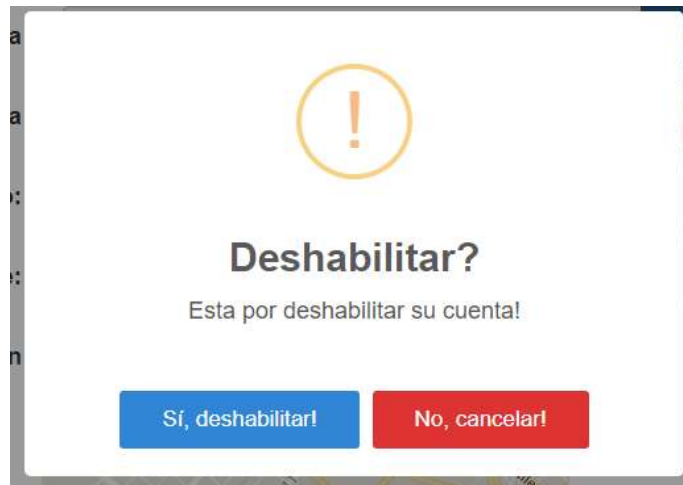 a
a
:
:
n
!
Deshabilitar?
Esta por deshabilitar su cuenta!
Sí, deshabilitar!
No, cancelar!